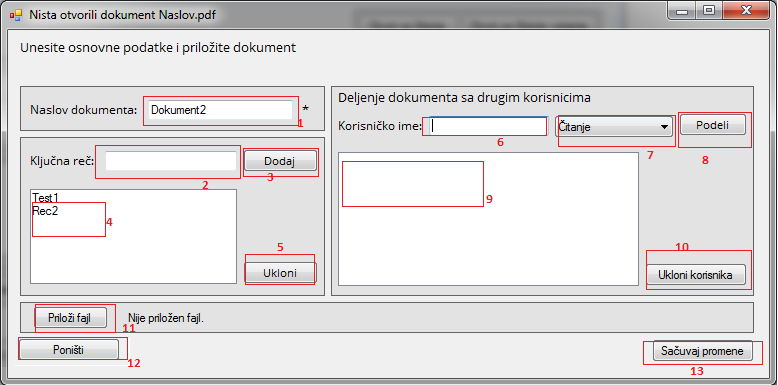 Nista otvorili dokument Naslov.pdf
Unesite osnovne podatke i priložite dokument
Naslov dokumenta: Dokument2 *
1
Ključna reč: Dodaj
2
3
Test1
Rec2
4
5
Ukloni
Deljenje dokumenta sa drugim korisnicima
Korisničko ime: Čitanje Podeli
6
7
8
9
10
Ukloni korisnika
Priloži fajl Nije priložen fajl.
11
Poništi
12
Sačuvaj promene
13